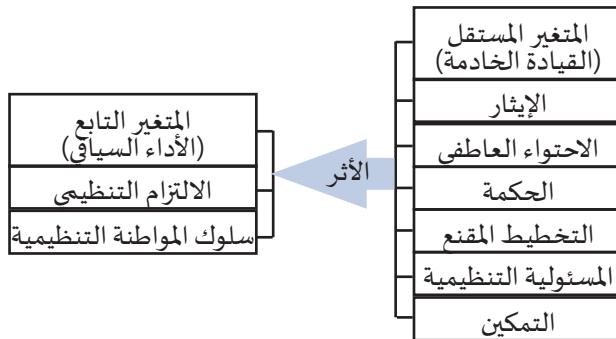 المتغير المستقل
(القيادة الخادمة)
الإيثار
الاحتواء العاطفى
الحكمة
التخطيط المقنع
المسئولية التنظيمية
التمكين
الأثر
المتغير التابع
(الأداء السياقي)
الالتزام التنظيمى
سلوك المواطنة التنظيمية